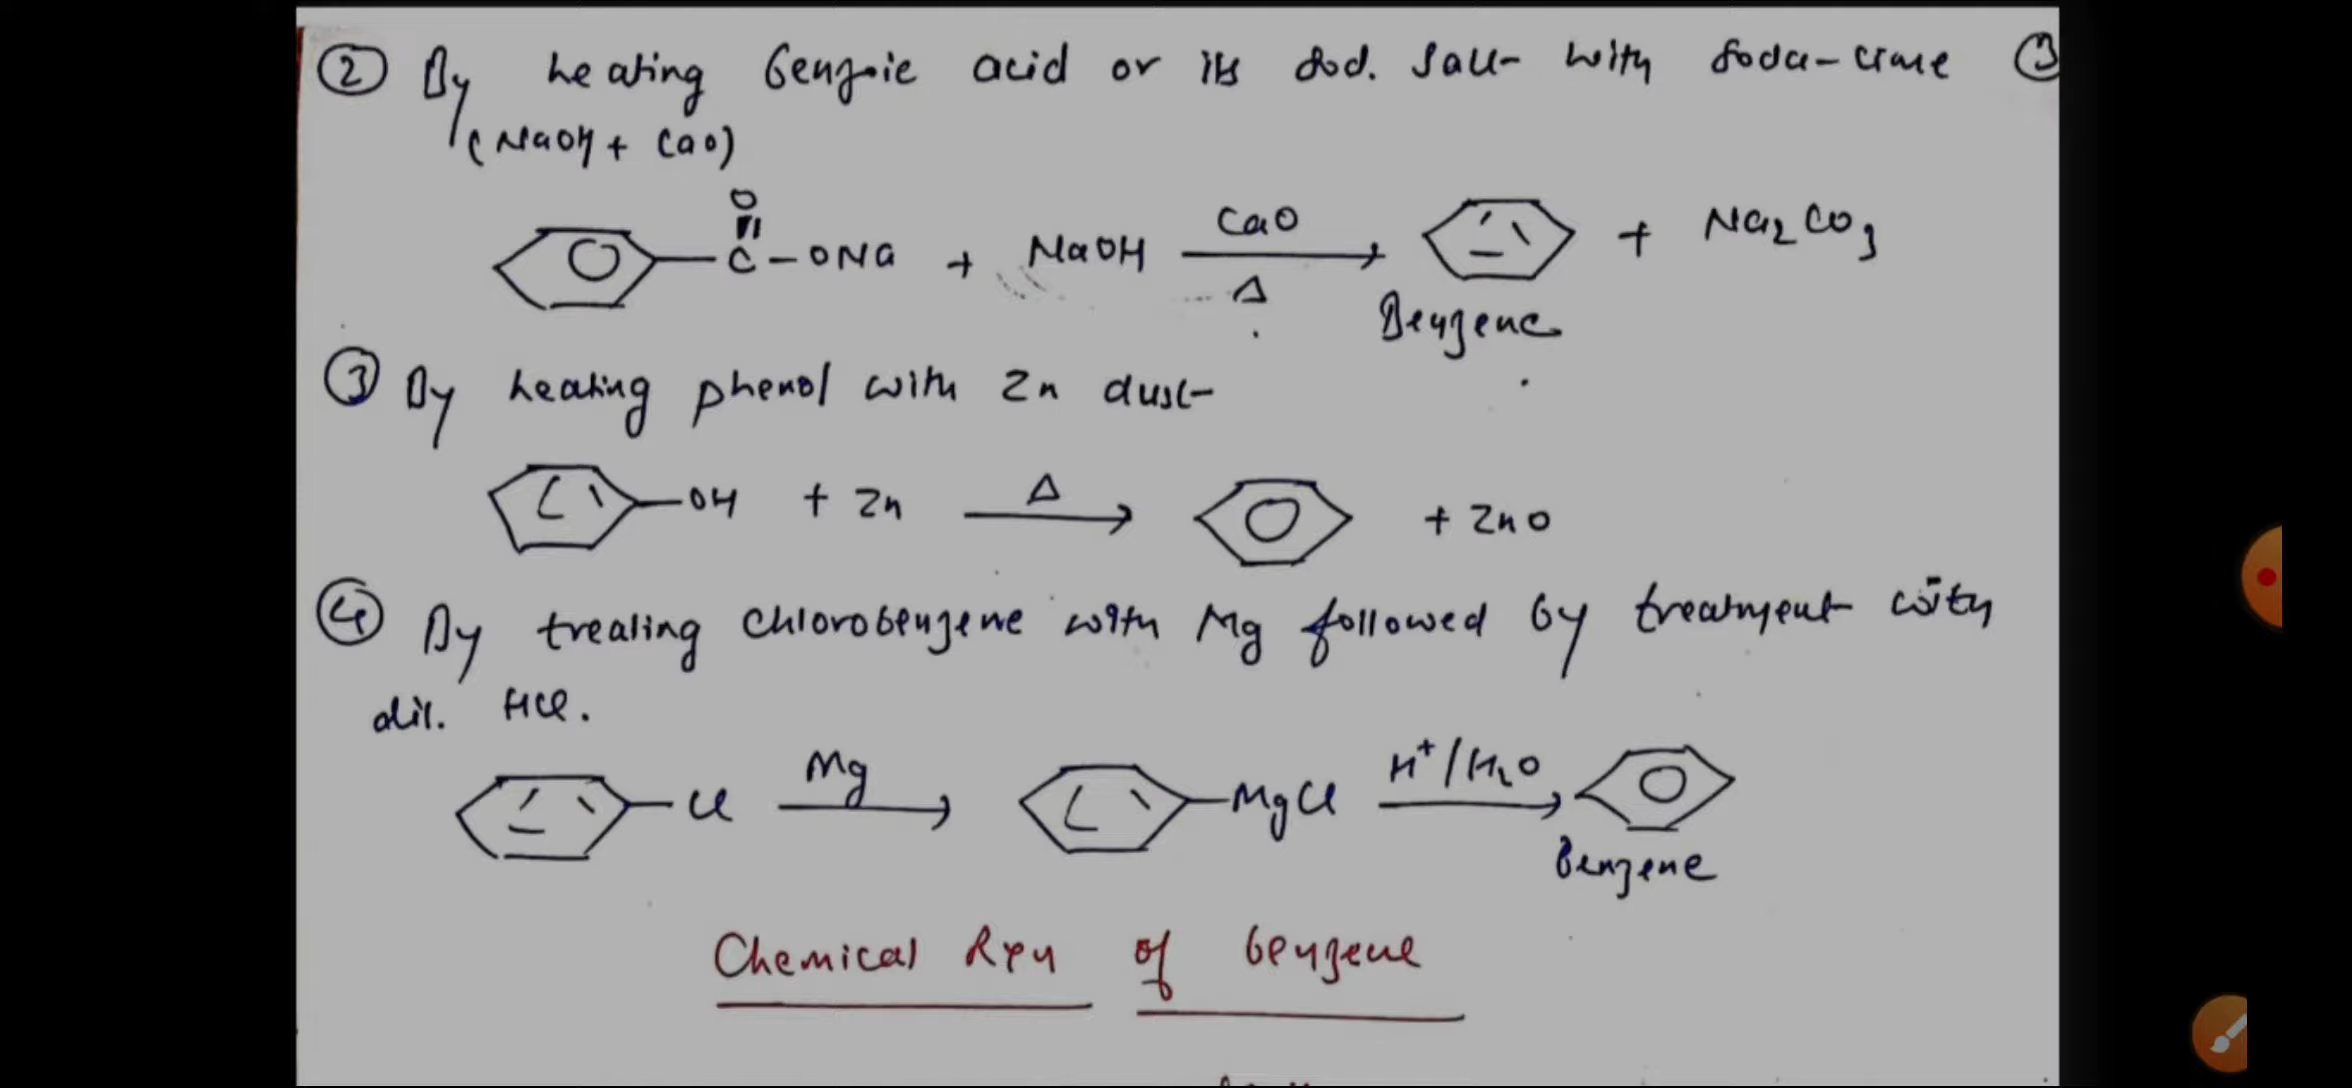 ② By heating benzoic acid or its sod. salt with soda-lime ③
(NaOH + CaO)
O
C - ONa + NaOH CaO Δ + Na2CO3
Benzene
③ By heating phenol with Zn dust
OH + Zn Δ + ZnO
④ By treating chlorobenzene with Mg followed by treatment with
dil. HCl.
Cl Mg MgCl H+/H2O
Benzene
Chemical Rxn of benzene